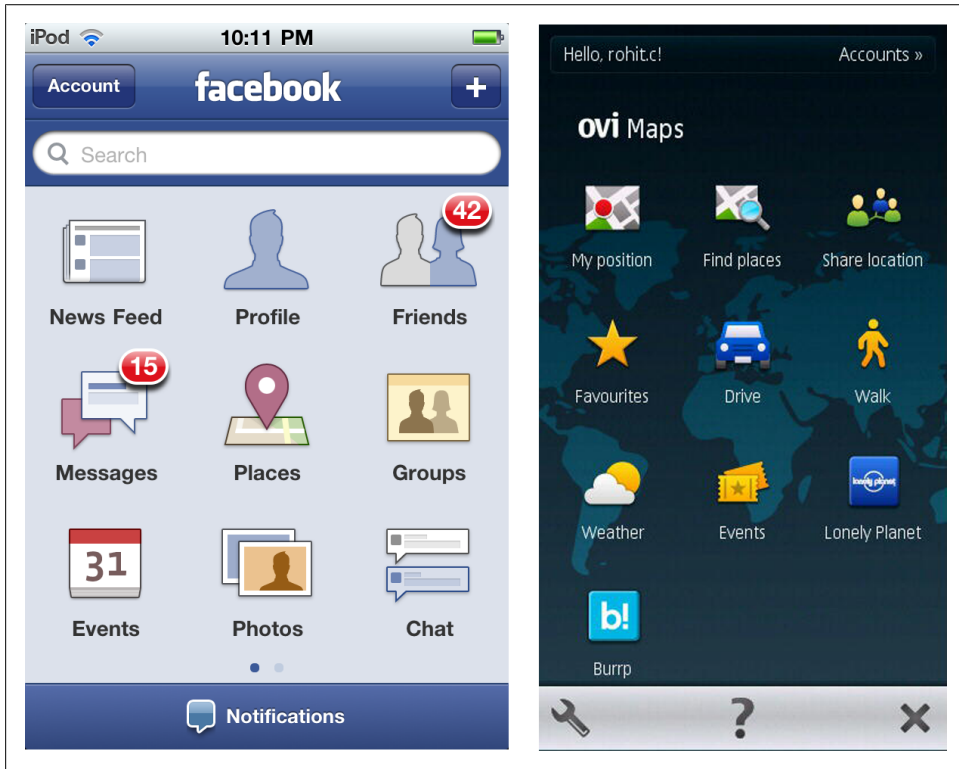 iPod 10:11 PM
Account facebook +
Search
42
News Feed Profile Friends
15
Messages Places Groups
31
Events Photos Chat
Notifications
Hello, rohit.c! Accounts »
ovi Maps
My position Find places Share location
Favourites Drive Walk
lonely planet
Weather Events Lonely Planet
b!
Burrp
?